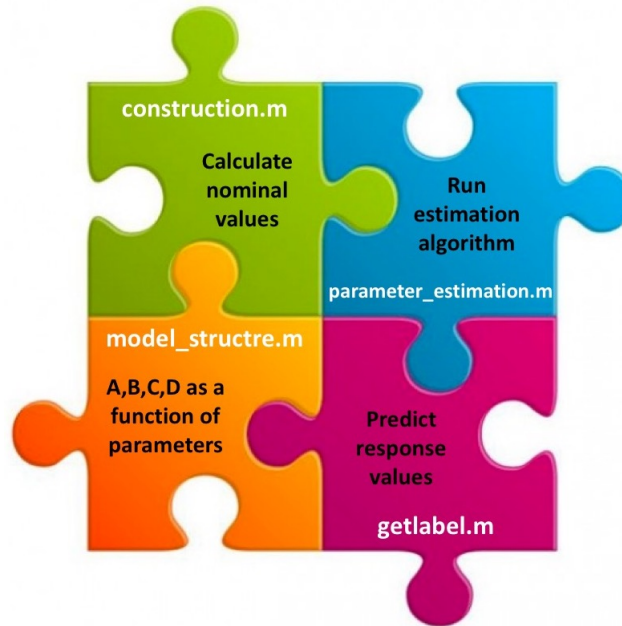 construction.m
Calculate
nominal
values
Run
estimation
algorithm
parameter_estimation.m
model_structre.m
A,B,C,D as a
function of
parameters
Predict
response
values
getlabel.m